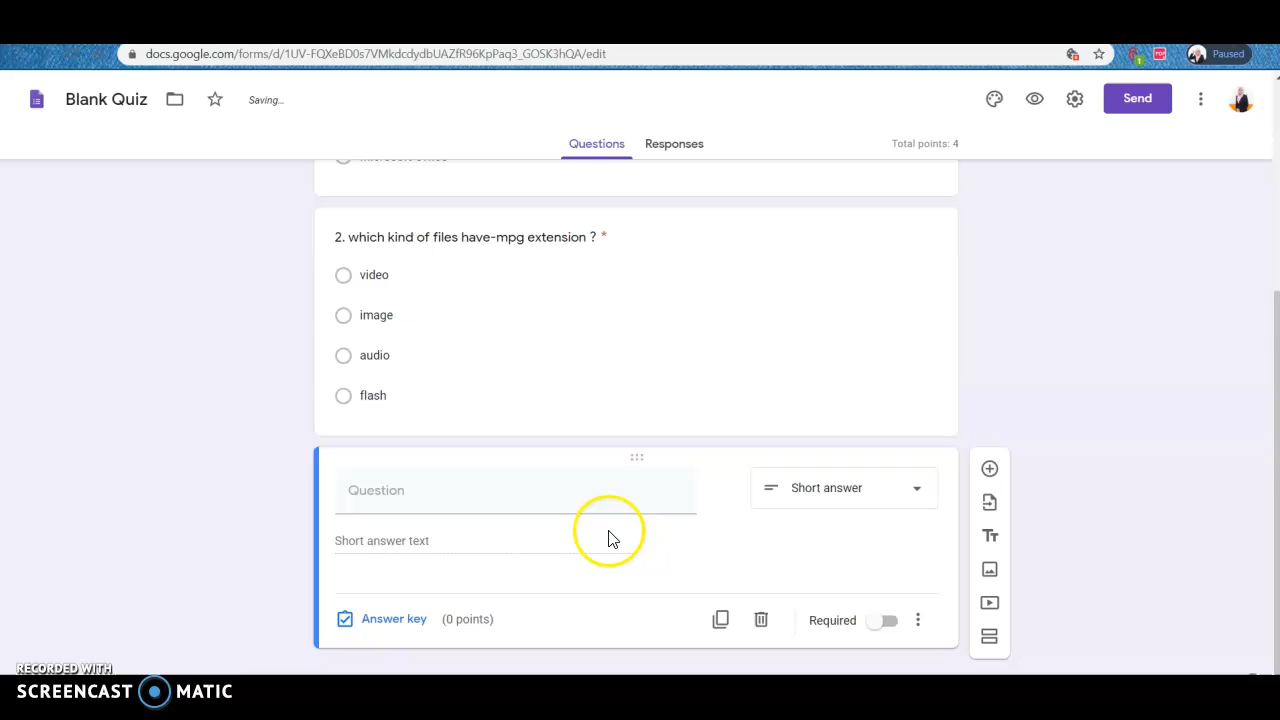 docs.google.com/forms/d/1UV-FQXeBD0s7VMkdcdydbUAZfR96KpPaq3_GOSK3hQA/edit
Paused
Blank Quiz
Saving...
Send
Questions
Responses
Total points: 4
2. which kind of files have-mpg extension ? *
video
image
audio
flash
Question
Short answer
Short answer text
Answer key
(0 points)
Required
RECORDED WITH
SCREENCAST MATIC